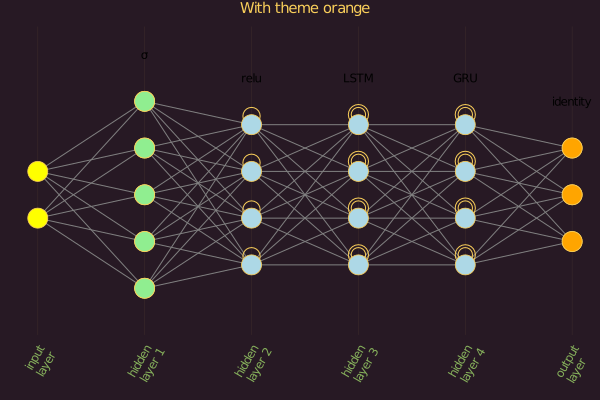 With theme orange
σ
relu
LSTM
GRU
identity
input
layer
hidden
layer 1
hidden
layer 2
hidden
layer 3
hidden
layer 4
output
layer